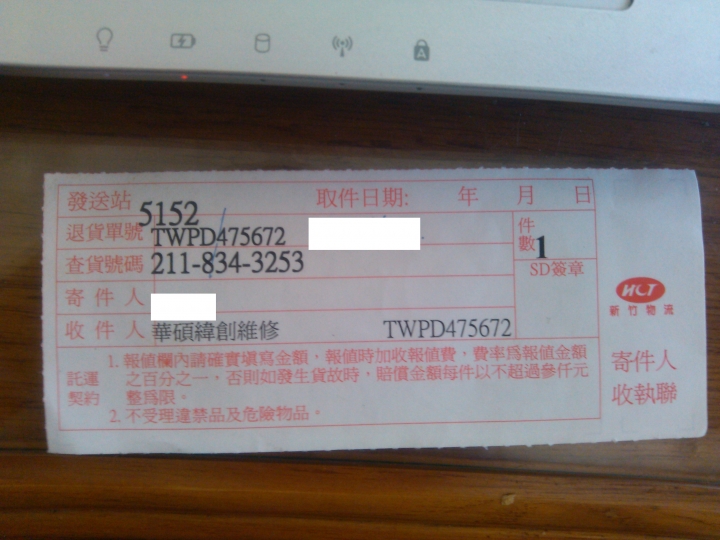 發送站 5152 取件日期: 年 月 日
退貨單號 TWPD475672
件數 1
查貨號碼 211-834-3253
SD簽章
寄件人
收件人 華碩緯創維修 TWPD475672
託運契約
1. 報值欄內請確實填寫金額，報值時加收報值費，費率為報值金額
之百分之一，否則如發生貨故時，賠償金額每件以不超過參仟元
整為限。
2. 不受理違禁品及危險物品。
HCT
新竹物流
寄件人
收執聯
A